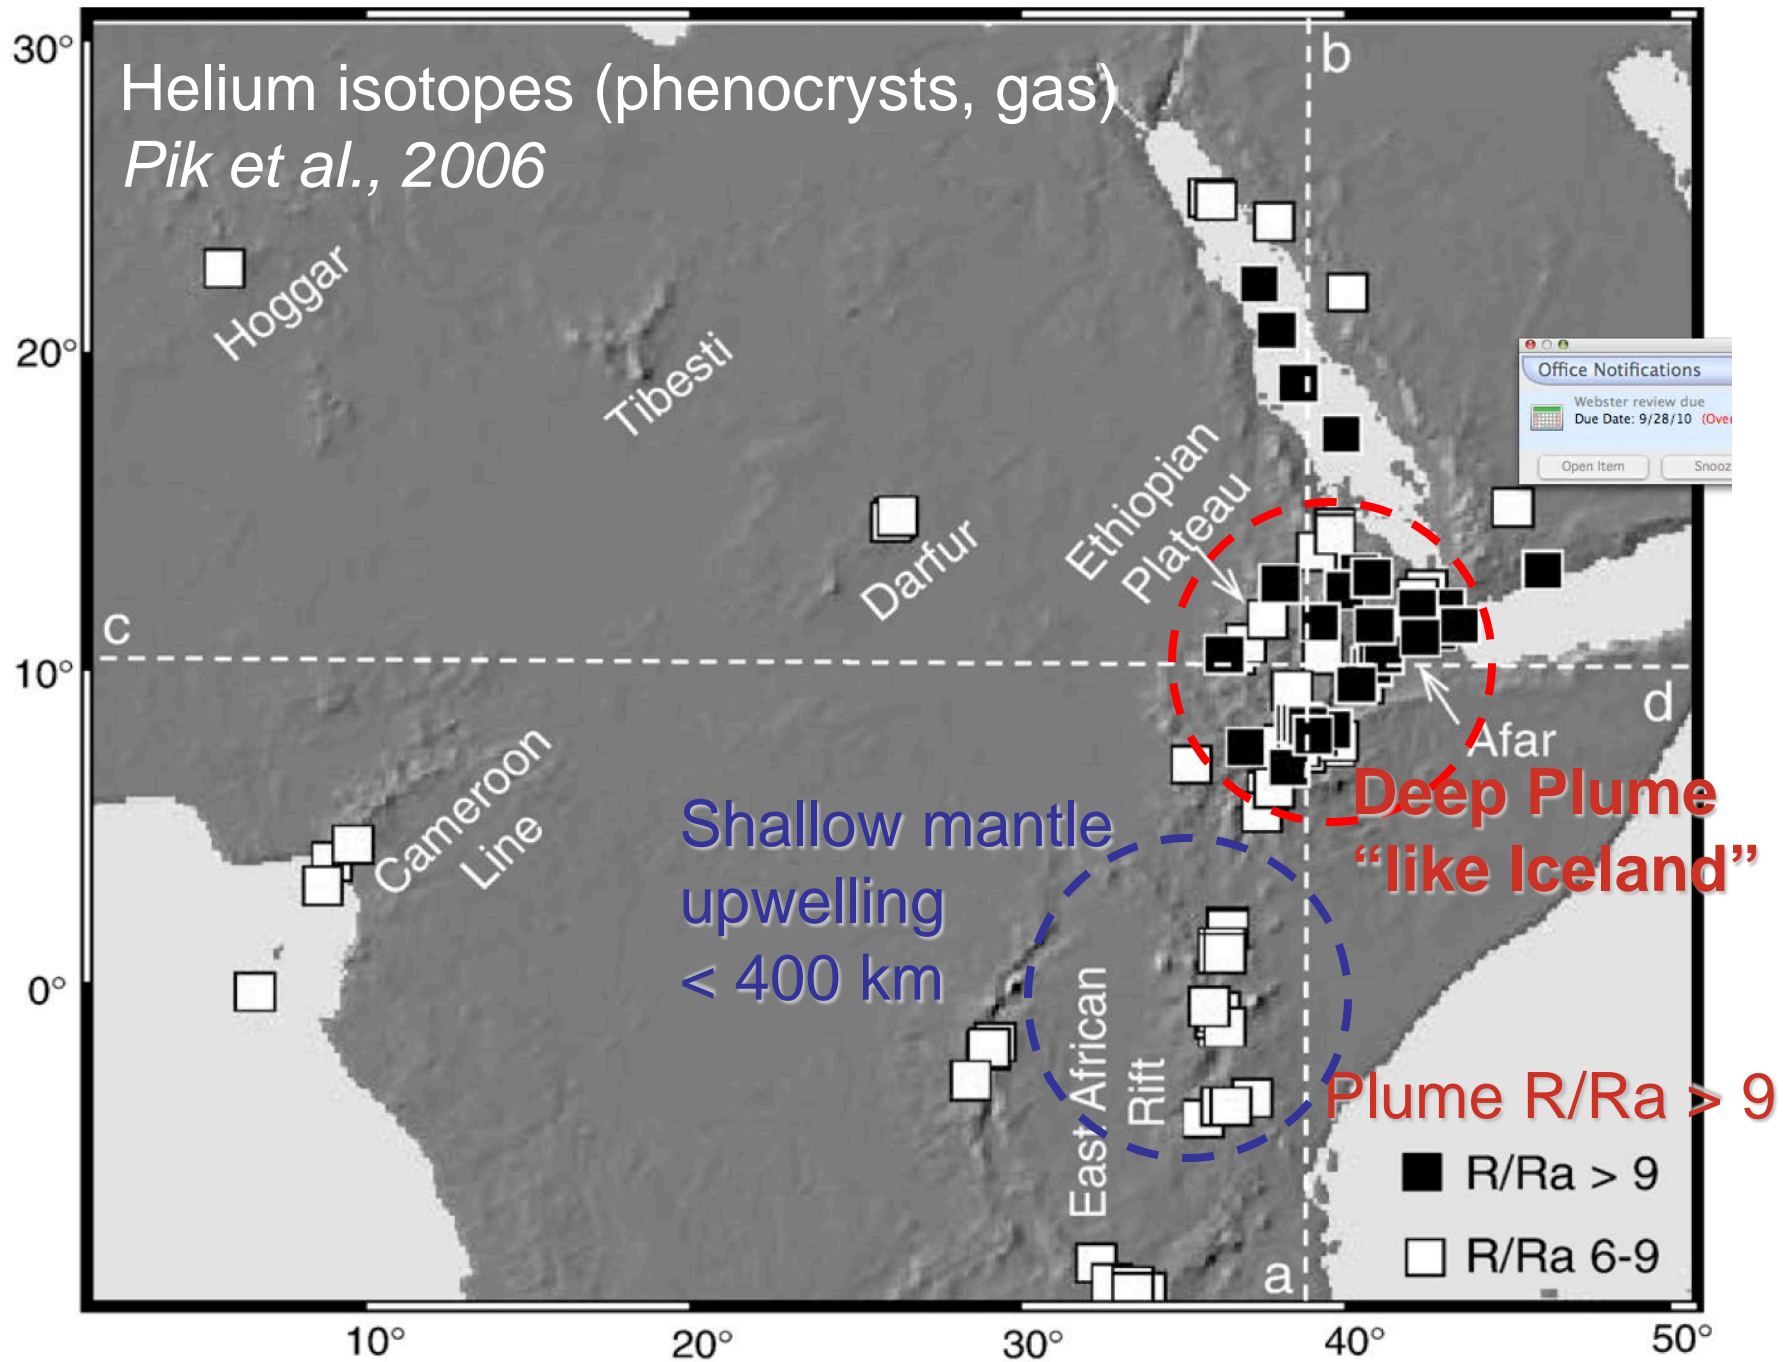 30°
b
Helium isotopes (phenocrysts, gas)
Pik et al., 2006
Hoggar
20°
Tibesti
Office Notifications
Webster review due
Due Date: 9/28/10 (Over
Open Item
Snooz
Ethiopian
Plateau
Darfur
c
10°
d
Afar
Cameroon
Line
Deep Plume
“like Iceland”
Shallow mantle
upwelling
< 400 km
0°
East African
Rift
Plume R/Ra > 9
R/Ra > 9
R/Ra 6-9
a
10°
20°
30°
40°
50°